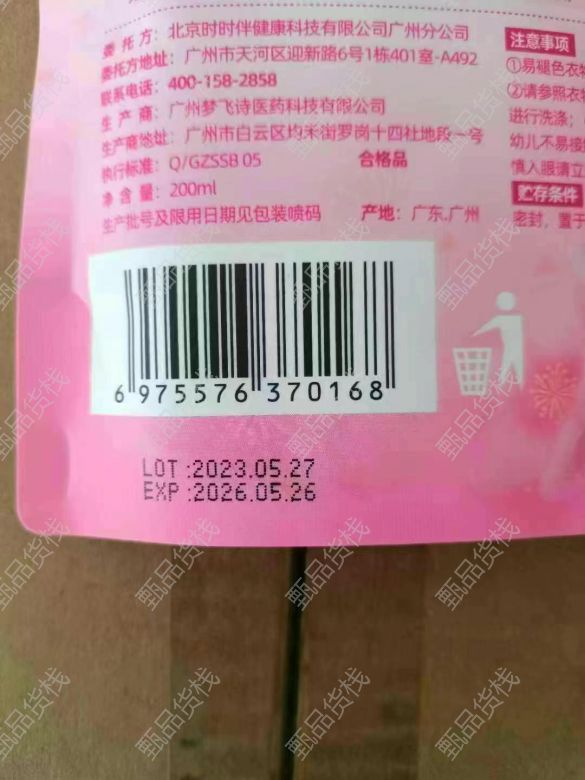 委托方：北京时时伴健康科技有限公司广州分公司
委托方地址：广州市天河区迎新路6号1栋401室-A492
联系电话：400-158-2858
生产商：广州梦飞诗医药科技有限公司
生产商地址：广州市白云区均禾街罗岗十四社地段一号
执行标准：Q/GZSSB 05 合格品
净含量：200ml
生产批号及限用日期见包装喷码 产地：广东.广州
注意事项
①易褪色衣物
②请参照衣物
进行洗涤；
幼儿不易接
慎入眼请立
贮存条件
密封，置于
6 975576 370168
LOT:2023.05.27
EXP:2026.05.26
甄品货栈